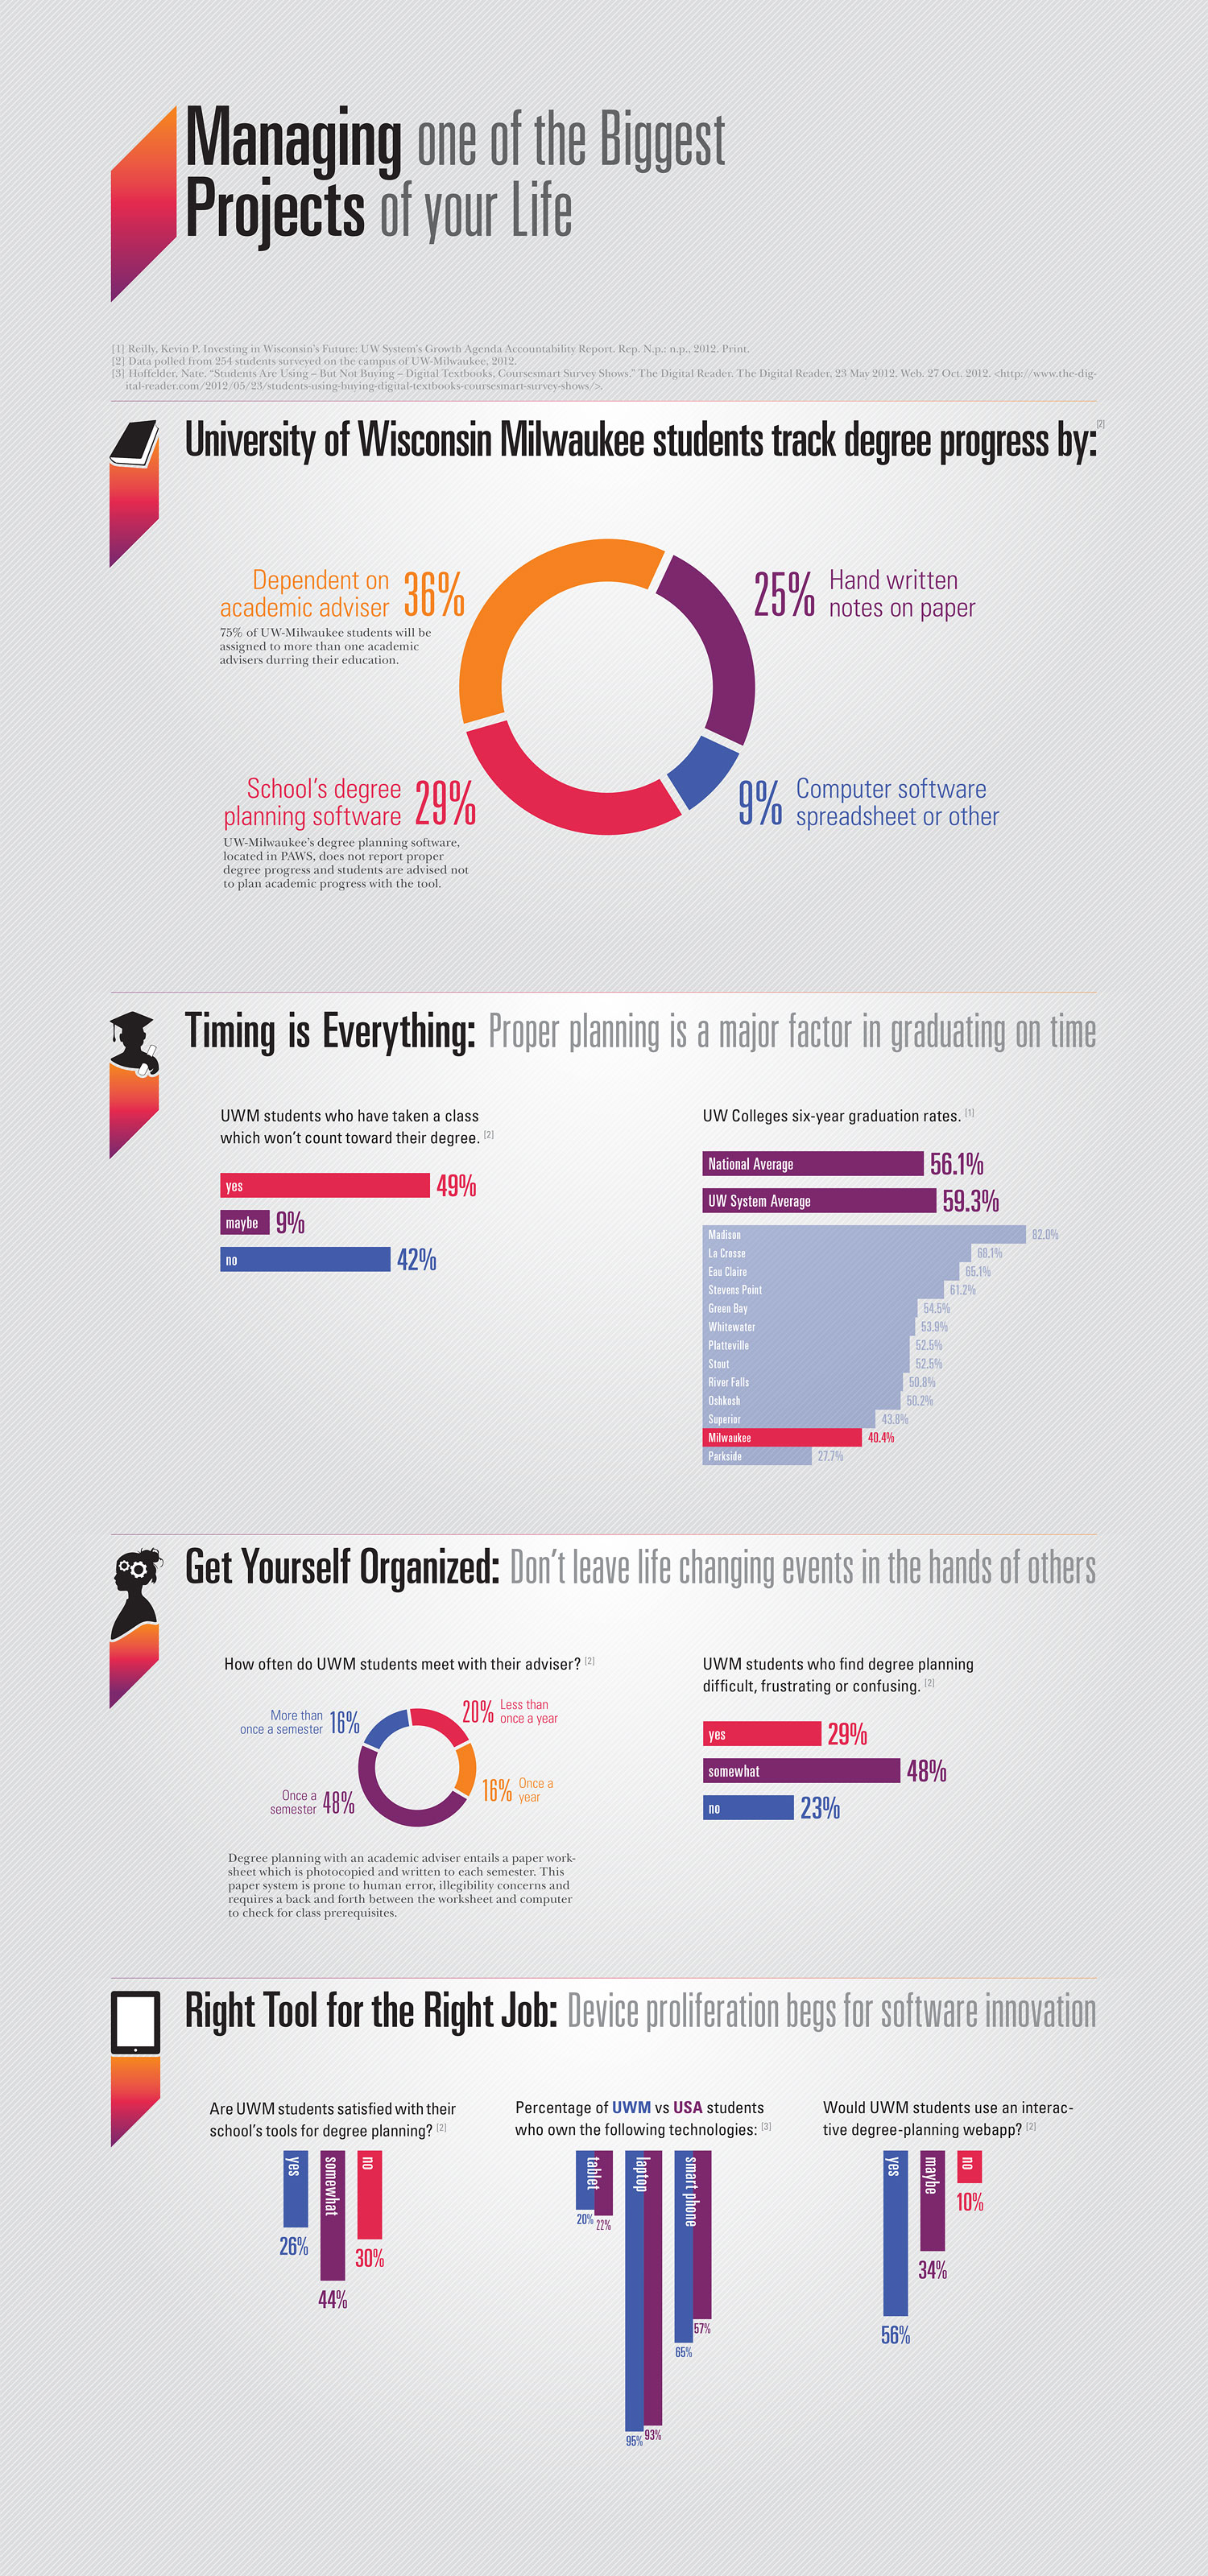 Managing one of the Biggest
Projects of your Life
[1] Reilly, Kevin P. Investing in Wisconsin's Future: UW System's Growth Agenda Accountability Report. Rep. N.p.: n.p., 2012. Print.
[2] Data polled from 254 students surveyed on the campus of UW-Milwaukee, 2012.
[3] Hoffelder, Nate. "Students Are Using – But Not Buying – Digital Textbooks, Coursesmart Survey Shows." The Digital Reader. The Digital Reader, 23 May 2012. Web. 27 Oct. 2012. <http://www.the-dig-
ital-reader.com/2012/05/23/students-using-buying-digital-textbooks-coursesmart-survey-shows/>.
University of Wisconsin Milwaukee students track degree progress by: [2]
Dependent on
academic adviser 36%
75% of UW-Milwaukee students will be
assigned to more than one academic
advisers durring their education.
25% Hand written
notes on paper
School's degree
planning software 29%
UW-Milwaukee's degree planning software,
located in PAWS, does not report proper
degree progress and students are advised not
to plan academic progress with the tool.
9% Computer software
spreadsheet or other
Timing is Everything: Proper planning is a major factor in graduating on time
UWM students who have taken a class
which won't count toward their degree. [2]
yes 49%
maybe 9%
no 42%
UW Colleges six-year graduation rates. [1]
National Average 56.1%
UW System Average 59.3%
Madison 82.0%
La Crosse 68.1%
Eau Claire 65.1%
Stevens Point 61.2%
Green Bay 54.5%
Whitewater 53.9%
Platteville 52.5%
Stout 52.5%
River Falls 50.8%
Oshkosh 50.2%
Superior 43.8%
Milwaukee 40.4%
Parkside 27.7%
Get Yourself Organized: Don't leave life changing events in the hands of others
How often do UWM students meet with their adviser? [2]
More than
once a semester 16%
20% Less than
once a year
Once a
semester 48%
16% Once a
year
Degree planning with an academic adviser entails a paper work-
sheet which is photocopied and written to each semester. This
paper system is prone to human error, illegibility concerns and
requires a back and forth between the worksheet and computer
to check for class prerequisites.
UWM students who find degree planning
difficult, frustrating or confusing. [2]
yes 29%
somewhat 48%
no 23%
Right Tool for the Right Job: Device proliferation begs for software innovation
Are UWM students satisfied with their
school's tools for degree planning? [2]
yes 26%
somewhat 44%
no 30%
Percentage of UWM vs USA students
who own the following technologies: [3]
tablet 20% 22%
laptop 95% 93%
smart phone 65% 57%
Would UWM students use an interac-
tive degree-planning webapp? [2]
yes 56%
maybe 34%
no 10%